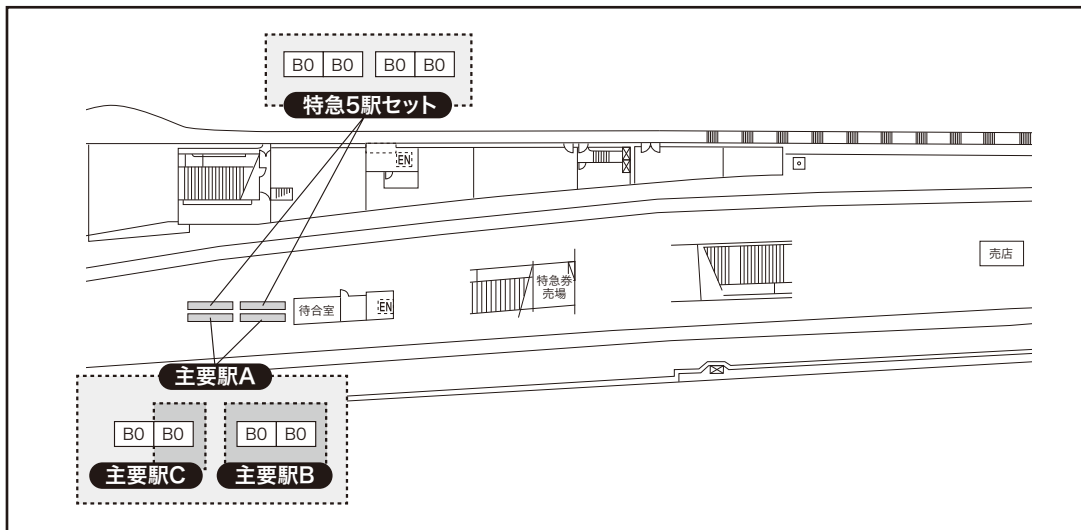 B0 B0 B0 B0
特急5駅セット
EN
売店
特急券
売場
待合室
EN
主要駅A
B0 B0 B0 B0
主要駅C 主要駅B